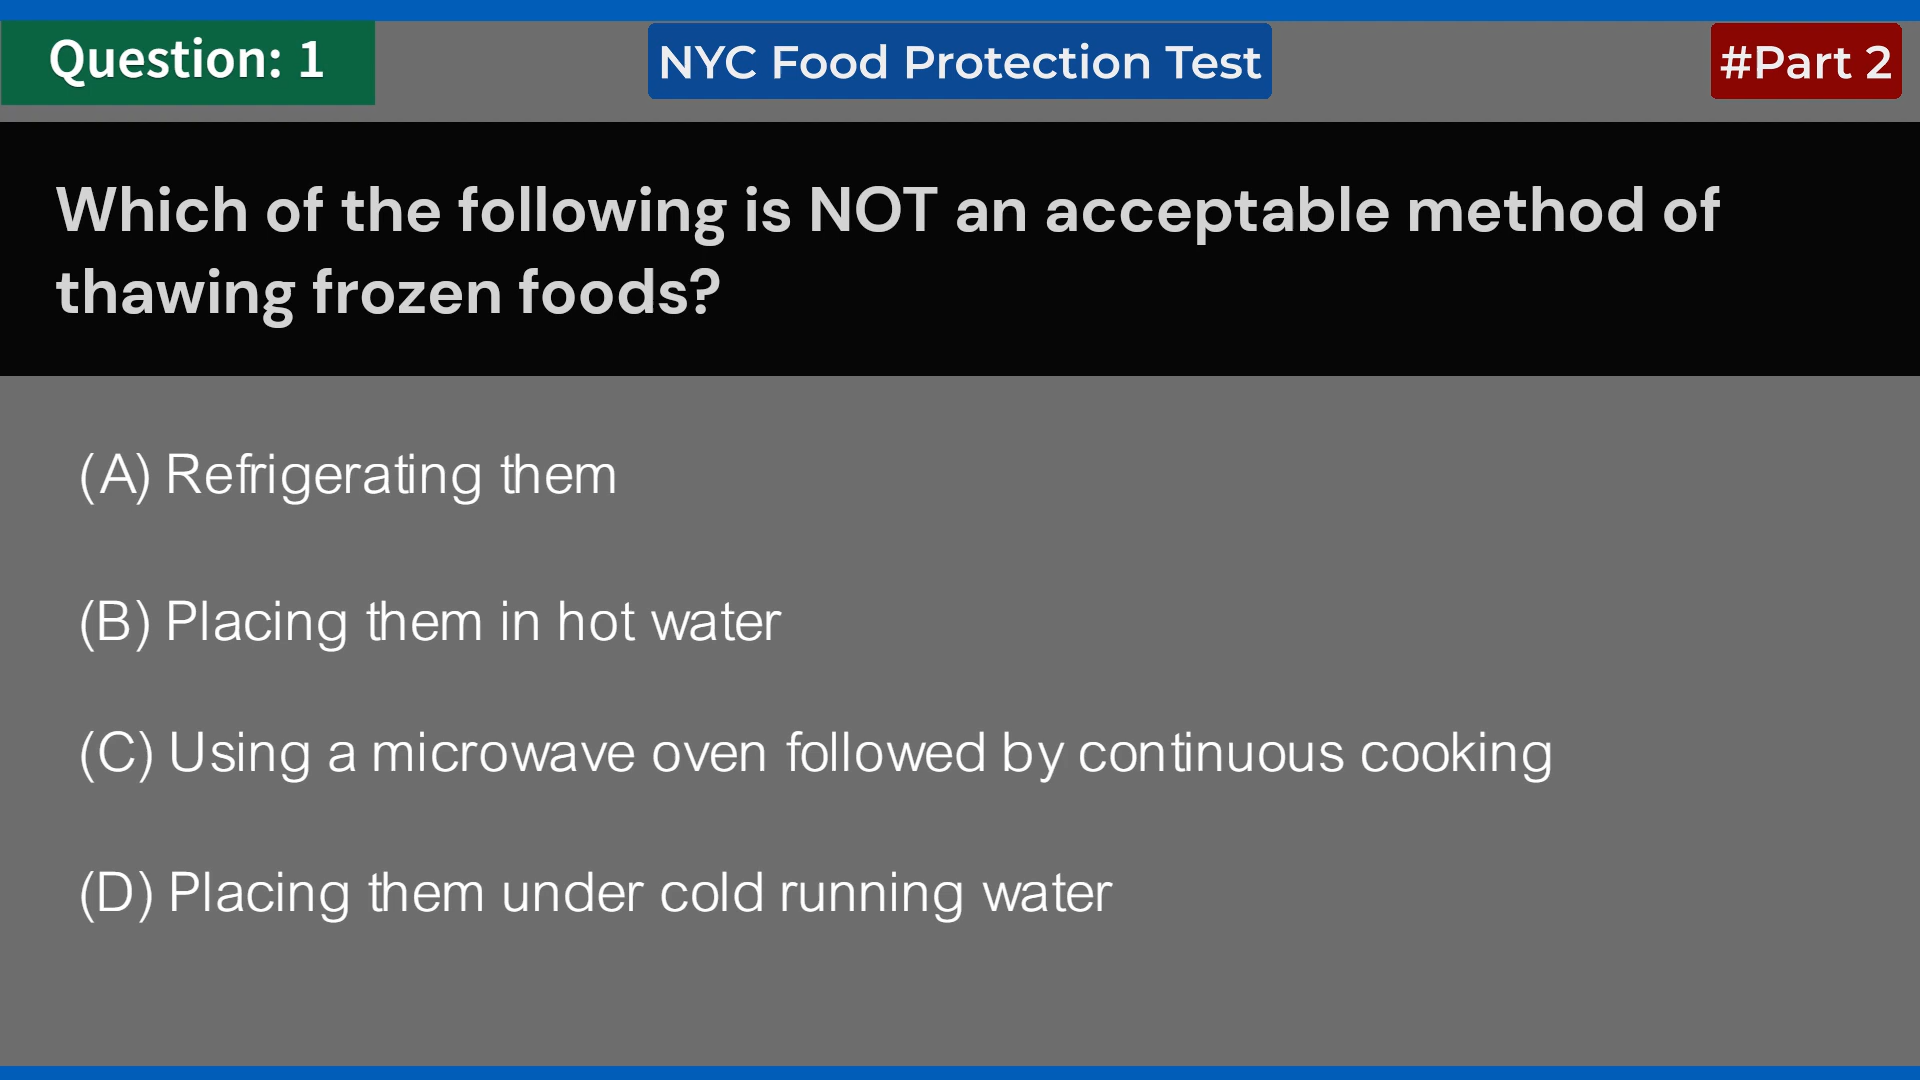 Question: 1
NYC Food Protection Test
#Part 2
Which of the following is NOT an acceptable method of
thawing frozen foods?
(A) Refrigerating them
(B) Placing them in hot water
(C) Using a microwave oven followed by continuous cooking
(D) Placing them under cold running water